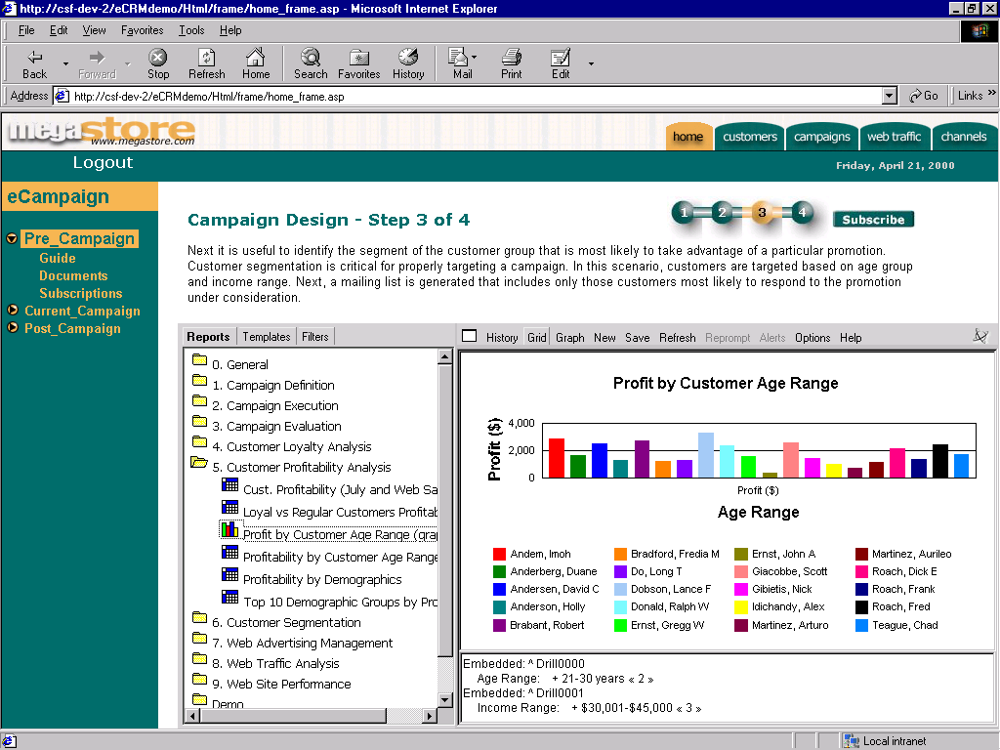 http://csf-dev-2/eCRMdemo/Html/frame/home_frame.asp - Microsoft Internet Explorer
File Edit View Favorites Tools Help
Back Forward Stop Refresh Home Search Favorites History Mail Print Edit
Address http://csf-dev-2/eCRMdemo/Html/frame/home_frame.asp Go Links »
megastore
www.megastore.com
home customers campaigns web traffic channels
Logout Friday, April 21, 2000
eCampaign
Pre_Campaign
Guide
Documents
Subscriptions
Current_Campaign
Post_Campaign
Campaign Design - Step 3 of 4
1 2 3 4
Subscribe
Next it is useful to identify the segment of the customer group that is most likely to take advantage of a particular promotion.
Customer segmentation is critical for properly targeting a campaign. In this scenario, customers are targeted based on age group
and income range. Next, a mailing list is generated that includes only those customers most likely to respond to the promotion
under consideration.
Reports Templates Filters
0. General
1. Campaign Definition
2. Campaign Execution
3. Campaign Evaluation
4. Customer Loyalty Analysis
5. Customer Profitability Analysis
Cust. Profitability (July and Web Sa
Loyal vs Regular Customers Profitab
Profit by Customer Age Range (gra
Profitability by Customer Age Range
Profitability by Demographics
Top 10 Demographic Groups by Pro
6. Customer Segmentation
7. Web Advertising Management
8. Web Traffic Analysis
9. Web Site Performance
Demo
History Grid Graph New Save Refresh Reprompt Alerts Options Help
Profit by Customer Age Range
Profit ($)
4,000
2,000
0
Profit ($)
Age Range
Andem, Imoh Bradford, Fredia M Ernst, John A Martinez, Aurileo
Anderberg, Duane Do, Long T Giacobbe, Scott Roach, Dick E
Andersen, David C Dobson, Lance F Gibietis, Nick Roach, Frank
Anderson, Holly Donald, Ralph W Idichandy, Alex Roach, Fred
Brabant, Robert Ernst, Gregg W Martinez, Arturo Teague, Chad
Embedded: ^ Drill0000
Age Range: + 21-30 years « 2 »
Embedded: ^ Drill0001
Income Range: + $30,001-$45,000 « 3 »
Local intranet